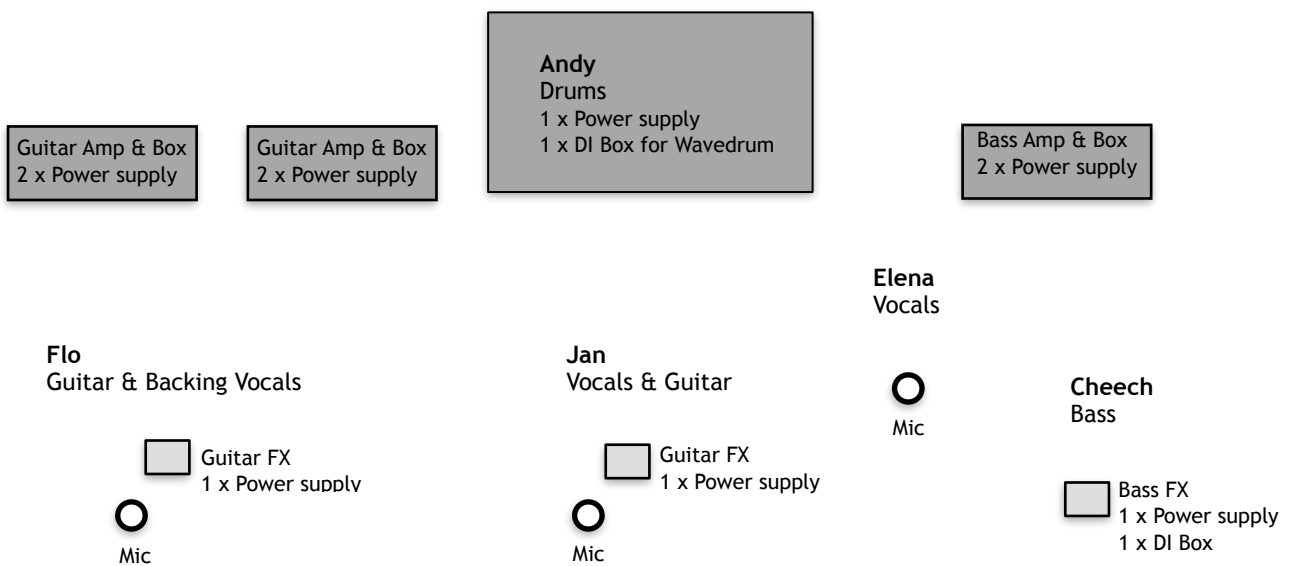 Andy
Drums
1 x Power supply
1 x DI Box for Wavedrum
Guitar Amp & Box
2 x Power supply
Guitar Amp & Box
2 x Power supply
Bass Amp & Box
2 x Power supply
Elena
Vocals
Mic
Flo
Guitar & Backing Vocals
Guitar FX
1 x Power supply
Mic
Jan
Vocals & Guitar
Guitar FX
1 x Power supply
Mic
Cheech
Bass
Bass FX
1 x Power supply
1 x DI Box